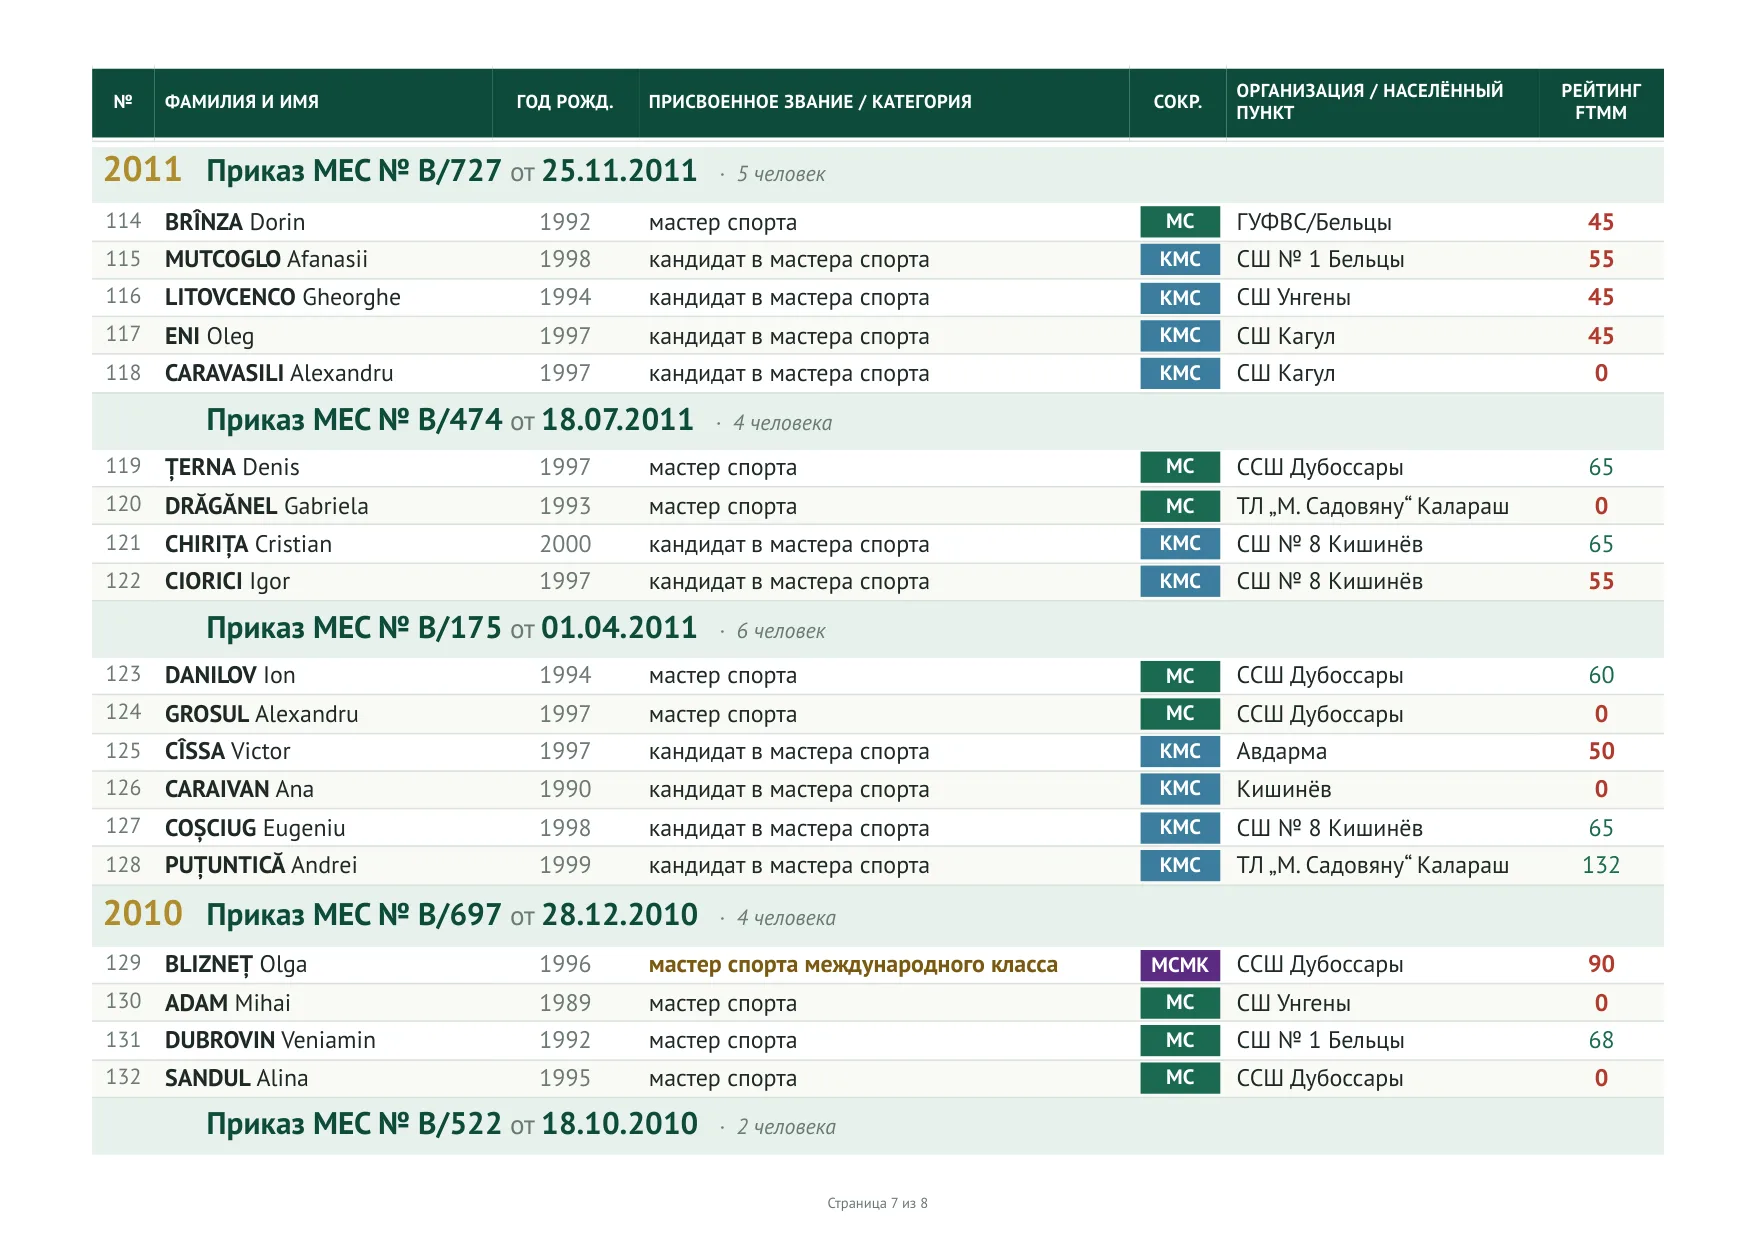 № ФАМИЛИЯ И ИМЯ ГОД РОЖД. ПРИСВОЕННОЕ ЗВАНИЕ / КАТЕГОРИЯ СОКР. ОРГАНИЗАЦИЯ / НАСЕЛЁННЫЙ ПУНКТ РЕЙТИНГ FTMM
2011 Приказ МЕС № B/727 от 25.11.2011 · 5 человек
114 BRÎNZA Dorin 1992 мастер спорта МС ГУФВС/Бельцы 45
115 MUTCOGLO Afanasii 1998 кандидат в мастера спорта КМС СШ № 1 Бельцы 55
116 LITOVCENCO Gheorghe 1994 кандидат в мастера спорта КМС СШ Унгены 45
117 ENI Oleg 1997 кандидат в мастера спорта КМС СШ Кагул 45
118 CARAVASILI Alexandru 1997 кандидат в мастера спорта КМС СШ Кагул 0
Приказ МЕС № B/474 от 18.07.2011 · 4 человека
119 ȚERNA Denis 1997 мастер спорта МС ССШ Дубоссары 65
120 DRĂGĂNEL Gabriela 1993 мастер спорта МС ТЛ „М. Садовяну“ Калараш 0
121 CHIRIȚA Cristian 2000 кандидат в мастера спорта КМС СШ № 8 Кишинёв 65
122 CIORICI Igor 1997 кандидат в мастера спорта КМС СШ № 8 Кишинёв 55
Приказ МЕС № B/175 от 01.04.2011 · 6 человек
123 DANILOV Ion 1994 мастер спорта МС ССШ Дубоссары 60
124 GROSUL Alexandru 1997 мастер спорта МС ССШ Дубоссары 0
125 CÎSSA Victor 1997 кандидат в мастера спорта КМС Авдарма 50
126 CARAIVAN Ana 1990 кандидат в мастера спорта КМС Кишинёв 0
127 COȘCIUG Eugeniu 1998 кандидат в мастера спорта КМС СШ № 8 Кишинёв 65
128 PUȚUNTICĂ Andrei 1999 кандидат в мастера спорта КМС ТЛ „М. Садовяну“ Калараш 132
2010 Приказ МЕС № B/697 от 28.12.2010 · 4 человека
129 BLIZNEȚ Olga 1996 мастер спорта международного класса МСМК ССШ Дубоссары 90
130 ADAM Mihai 1989 мастер спорта МС СШ Унгены 0
131 DUBROVIN Veniamin 1992 мастер спорта МС СШ № 1 Бельцы 68
132 SANDUL Alina 1995 мастер спорта МС ССШ Дубоссары 0
Приказ МЕС № B/522 от 18.10.2010 · 2 человека
Страница 7 из 8